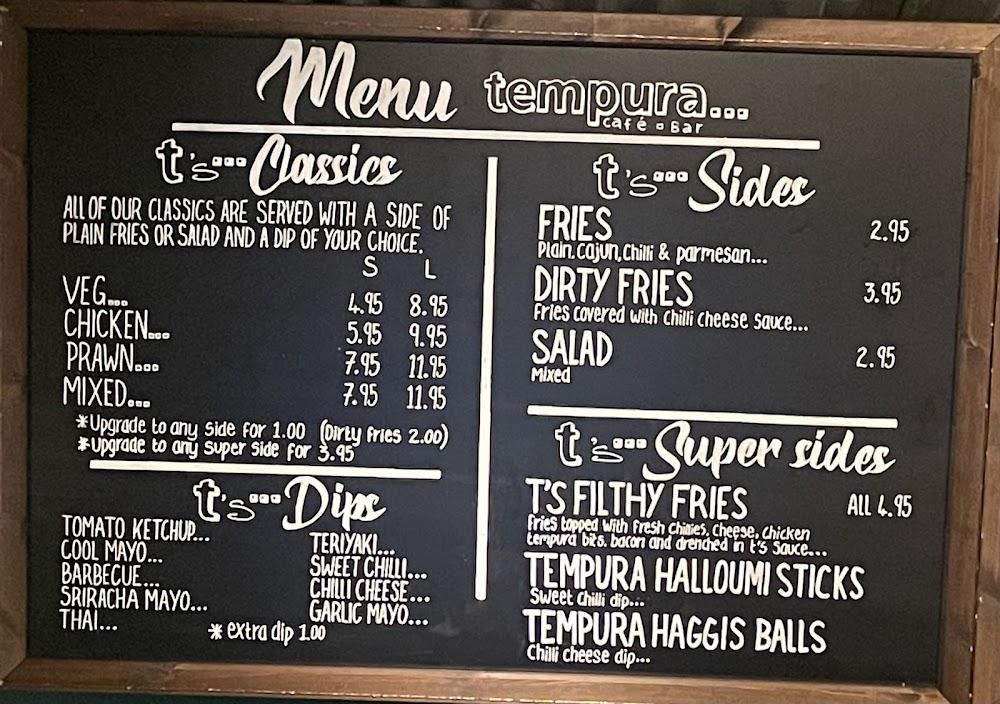 Menu tempura...
café ▫ Bar
t's... Classics
ALL OF OUR CLASSICS ARE SERVED WITH A SIDE OF
PLAIN FRIES OR SALAD AND A DIP OF YOUR CHOICE.
S L
VEG... 4.95 8.95
CHICKEN... 5.95 9.95
PRAWN... 7.95 11.95
MIXED... 7.95 11.95
*Upgrade to any side for 1.00 (Dirty fries 2.00)
*Upgrade to any super side for 3.95
t's... Dips
TOMATO KETCHUP...
COOL MAYO...
BARBECUE...
SRIRACHA MAYO...
THAI...
TERIYAKI...
SWEET CHILLI...
CHILLI CHEESE...
GARLIC MAYO...
* extra dip 1.00
t's... Sides
FRIES 2.95
Plain, Cajun, Chilli & parmesan...
DIRTY FRIES 3.95
Fries covered with chilli cheese sauce...
SALAD 2.95
Mixed
t's... Super sides
T'S FILTHY FRIES ALL 4.95
Fries topped with fresh chillies, cheese, chicken
tempura bits, bacon and drenched in t's sauce....
TEMPURA HALLOUMI STICKS
Sweet chilli dip...
TEMPURA HAGGIS BALLS
Chilli cheese dip...